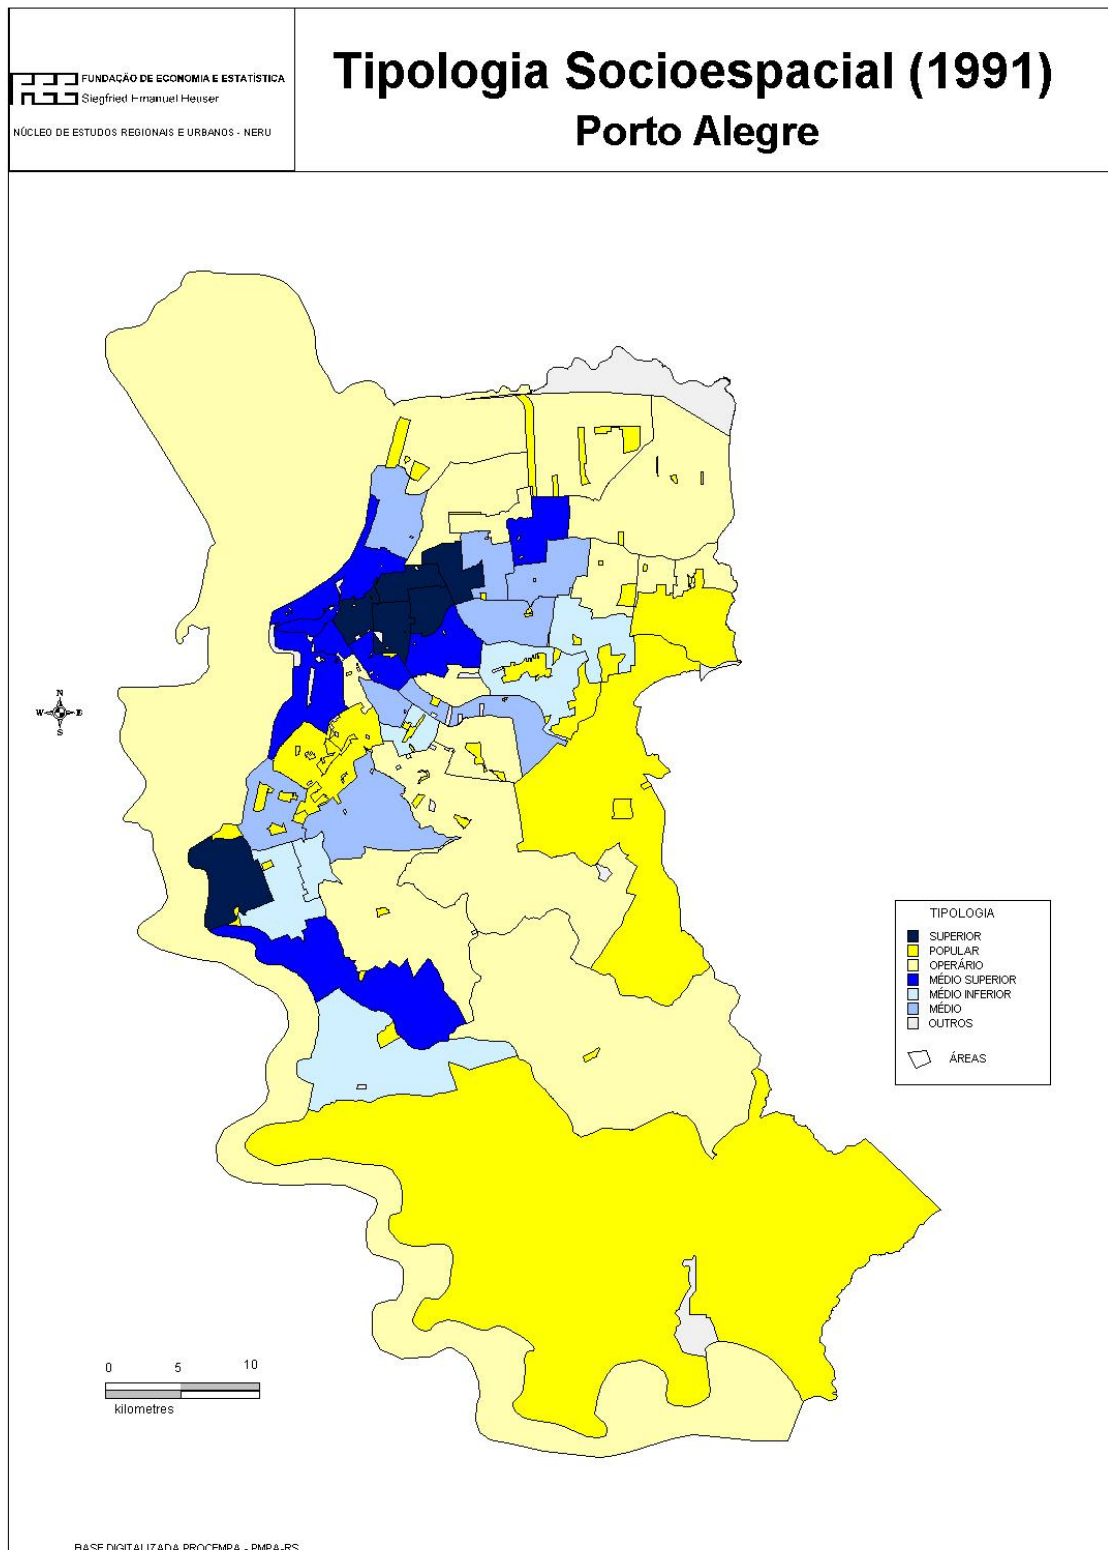 FEE FUNDAÇÃO DE ECONOMIA E ESTATÍSTICA
Siegfried Emanuel Heuser
NÚCLEO DE ESTUDOS REGIONAIS E URBANOS - NERU
Tipologia Socioespacial (1991)
Porto Alegre
N
W E
S
TIPOLOGIA
SUPERIOR
POPULAR
OPERÁRIO
MÉDIO SUPERIOR
MÉDIO INFERIOR
MÉDIO
OUTROS
ÁREAS
0 5 10
kilometres
BASE DIGITALIZADA PROCEMPA - PMPA-RS